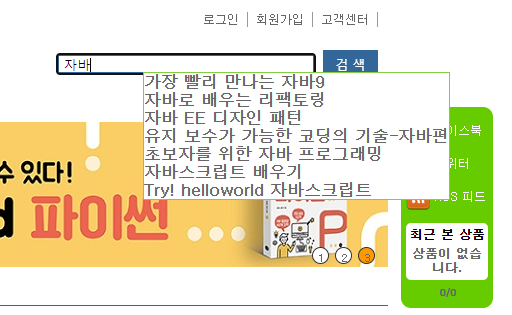 로그인 | 회원가입 | 고객센터
자바
검 색
가장 빨리 만나는 자바9
자바로 배우는 리팩토링
자바 EE 디자인 패턴
유지 보수가 가능한 코딩의 기술-자바편
초보자를 위한 자바 프로그래밍
자바스크립트 배우기
Try! helloworld 자바스크립트
수 있다!
d 파이썬
P
1 2 3
이스북
위터
RSS 피드
최근 본 상품
상품이 없습
니다.
0/0